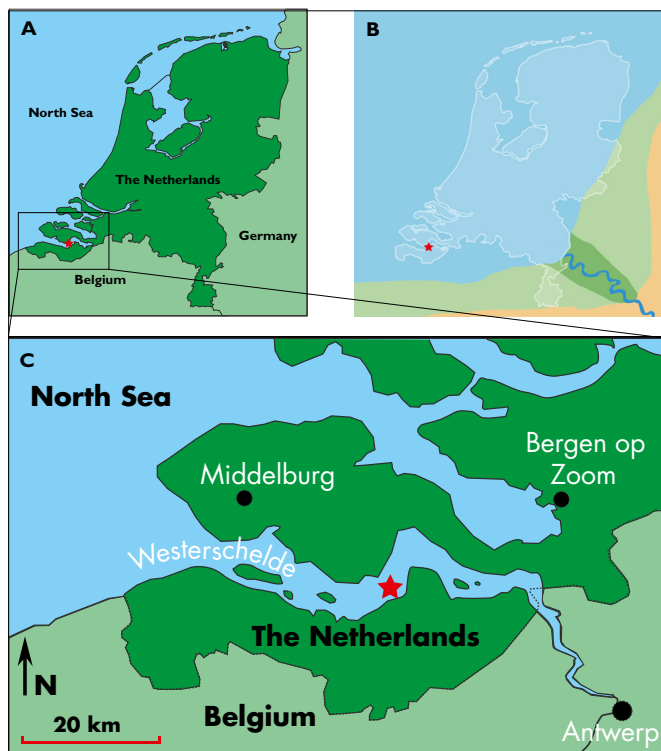 A
North Sea
The Netherlands
Germany
Belgium
B
C
North Sea
Middelburg
Bergen op
Zoom
Westerschelde
The Netherlands
N
Belgium
20 km
Antwerp